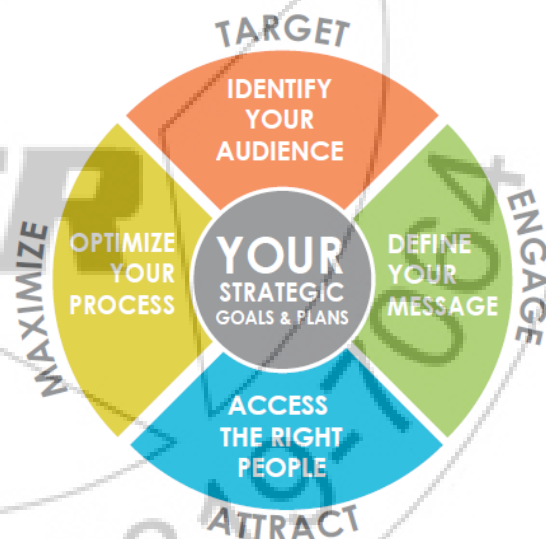 TARGET
IDENTIFY
YOUR
AUDIENCE
ENGAGE
DEFINE
YOUR
MESSAGE
ATTRACT
ACCESS
THE RIGHT
PEOPLE
MAXIMIZE
OPTIMIZE
YOUR
PROCESS
YOUR
STRATEGIC
GOALS & PLANS